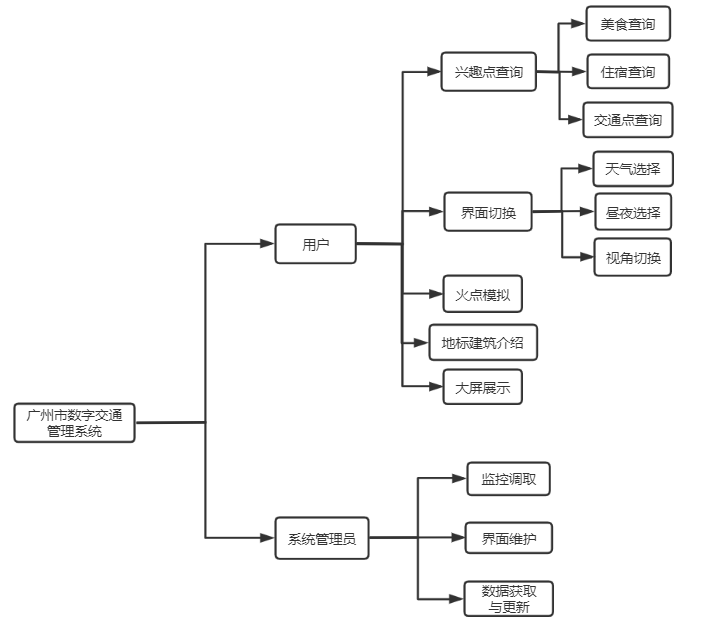 美食查询
兴趣点查询
住宿查询
交通点查询
天气选择
界面切换
昼夜选择
用户
视角切换
火点模拟
地标建筑介绍
大屏展示
广州市数字交通
管理系统
监控调取
系统管理员
界面维护
数据获取
与更新